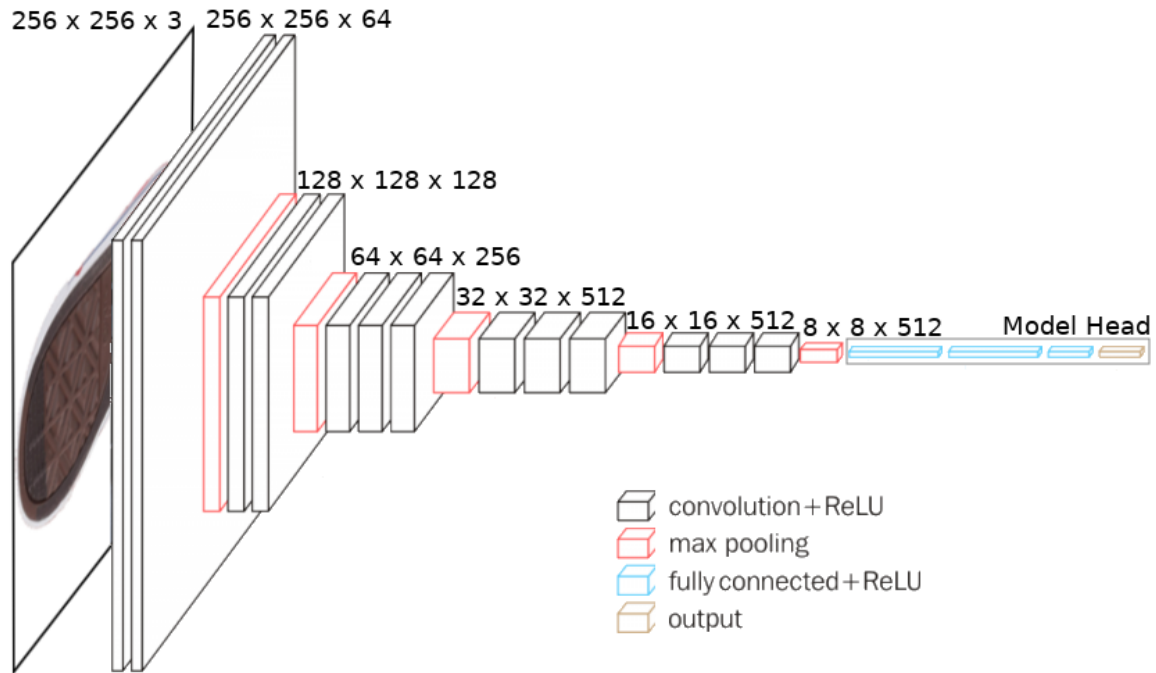 256 x 256 x 3
256 x 256 x 64
128 x 128 x 128
64 x 64 x 256
32 x 32 x 512
16 x 16 x 512
8 x 8 x 512
Model Head
convolution+ReLU
max pooling
fully connected+ReLU
output